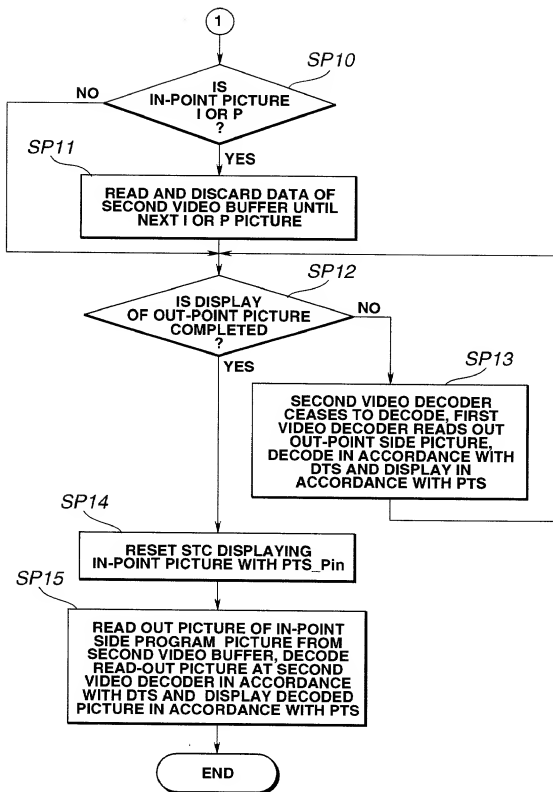 1
SP10
IS
IN-POINT PICTURE
I OR P
?
NO
YES
SP11
READ AND DISCARD DATA OF
SECOND VIDEO BUFFER UNTIL
NEXT I OR P PICTURE
SP12
IS DISPLAY
OF OUT-POINT PICTURE
COMPLETED
?
NO
YES
SP13
SECOND VIDEO DECODER
CEASES TO DECODE, FIRST
VIDEO DECODER READS OUT
OUT-POINT SIDE PICTURE,
DECODE IN ACCORDANCE WITH
DTS AND DISPLAY IN
ACCORDANCE WITH PTS
SP14
RESET STC DISPLAYING
IN-POINT PICTURE WITH PTS_Pin
SP15
READ OUT PICTURE OF IN-POINT
SIDE PROGRAM PICTURE FROM
SECOND VIDEO BUFFER, DECODE
READ-OUT PICTURE AT SECOND
VIDEO DECODER IN ACCORDANCE
WITH DTS AND DISPLAY DECODED
PICTURE IN ACCORDANCE WITH PTS
END